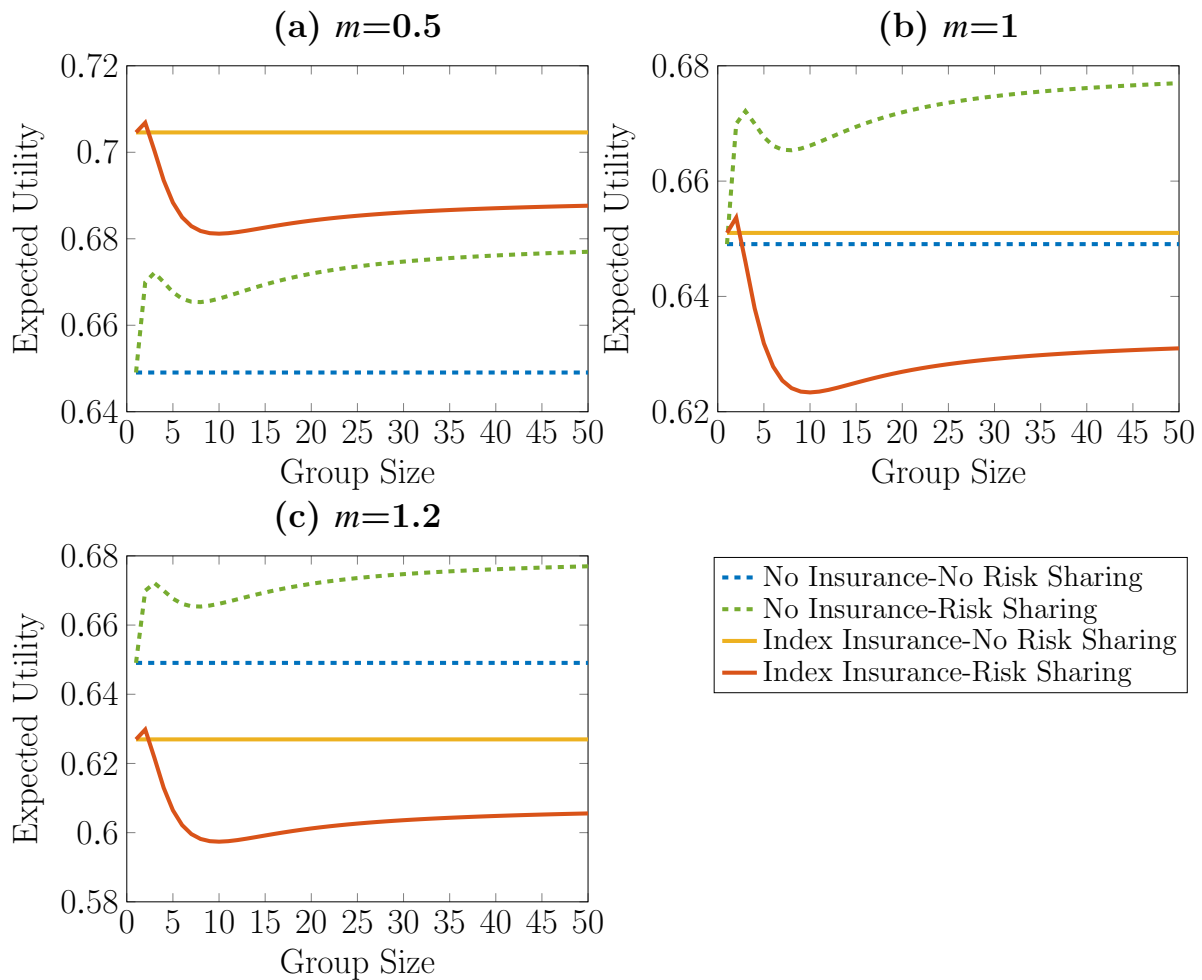 (a) m=0.5
0.72
0.7
0.68
0.66
0.64
Expected Utility
0 5 10 15 20 25 30 35 40 45 50
Group Size
(b) m=1
0.68
0.66
0.64
0.62
Expected Utility
0 5 10 15 20 25 30 35 40 45 50
Group Size
(c) m=1.2
0.68
0.66
0.64
0.62
0.6
0.58
Expected Utility
0 5 10 15 20 25 30 35 40 45 50
Group Size
No Insurance-No Risk Sharing
No Insurance-Risk Sharing
Index Insurance-No Risk Sharing
Index Insurance-Risk Sharing